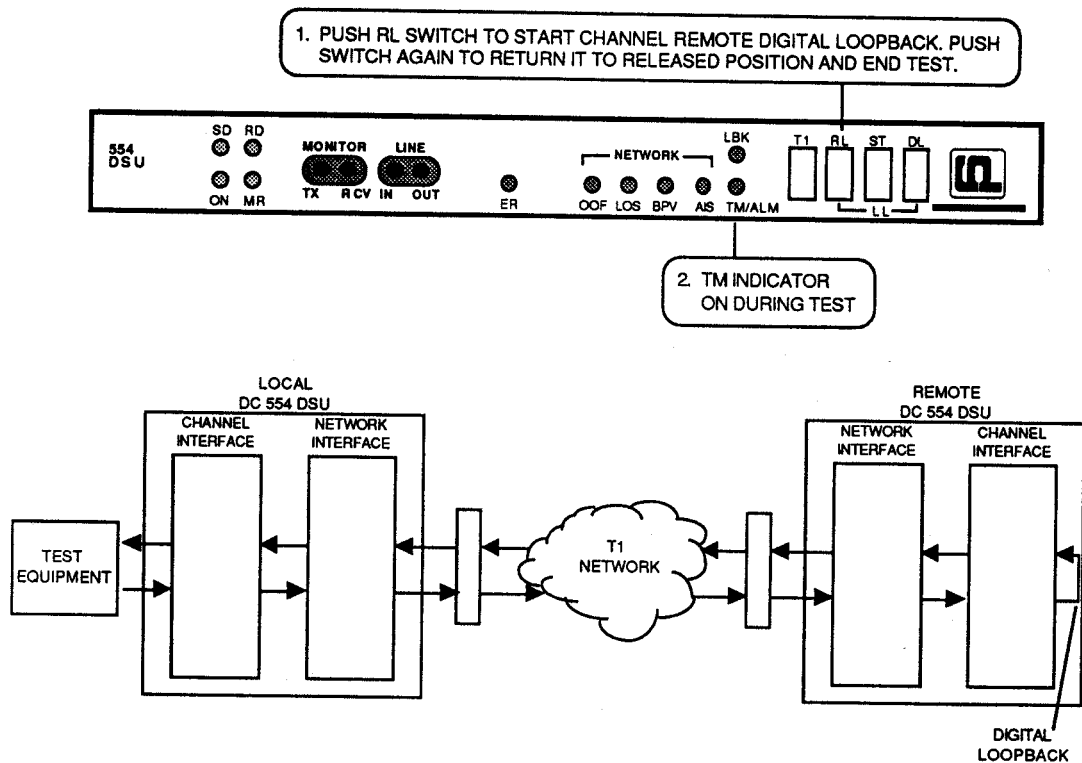 1. PUSH RL SWITCH TO START CHANNEL REMOTE DIGITAL LOOPBACK. PUSH
SWITCH AGAIN TO RETURN IT TO RELEASED POSITION AND END TEST.
554
DSU
SD RD
ON MR
MONITOR
TX RCV
LINE
IN OUT
ER
NETWORK
OOF LOS BPV AIS
LBK
TM/ALM
T1 RL ST DL
LL
2. TM INDICATOR
ON DURING TEST
LOCAL
DC 554 DSU
CHANNEL
INTERFACE
NETWORK
INTERFACE
REMOTE
DC 554 DSU
NETWORK
INTERFACE
CHANNEL
INTERFACE
TEST
EQUIPMENT
T1
NETWORK
DIGITAL
LOOPBACK